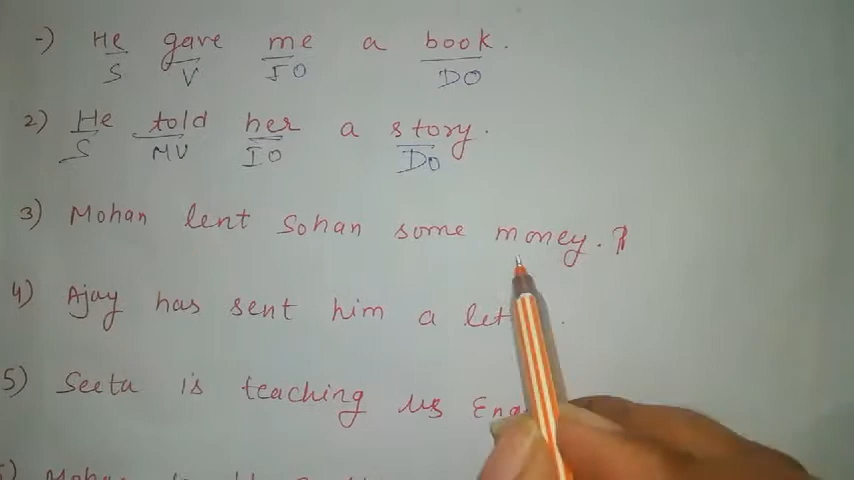 1) He gave me a book.
S V IO DO
2) He told her a story.
S MV IO DO
3) Mohan lent Sohan some money.
4) Ajay has sent him a let
5) Seeta is teaching us Eng
Mohan